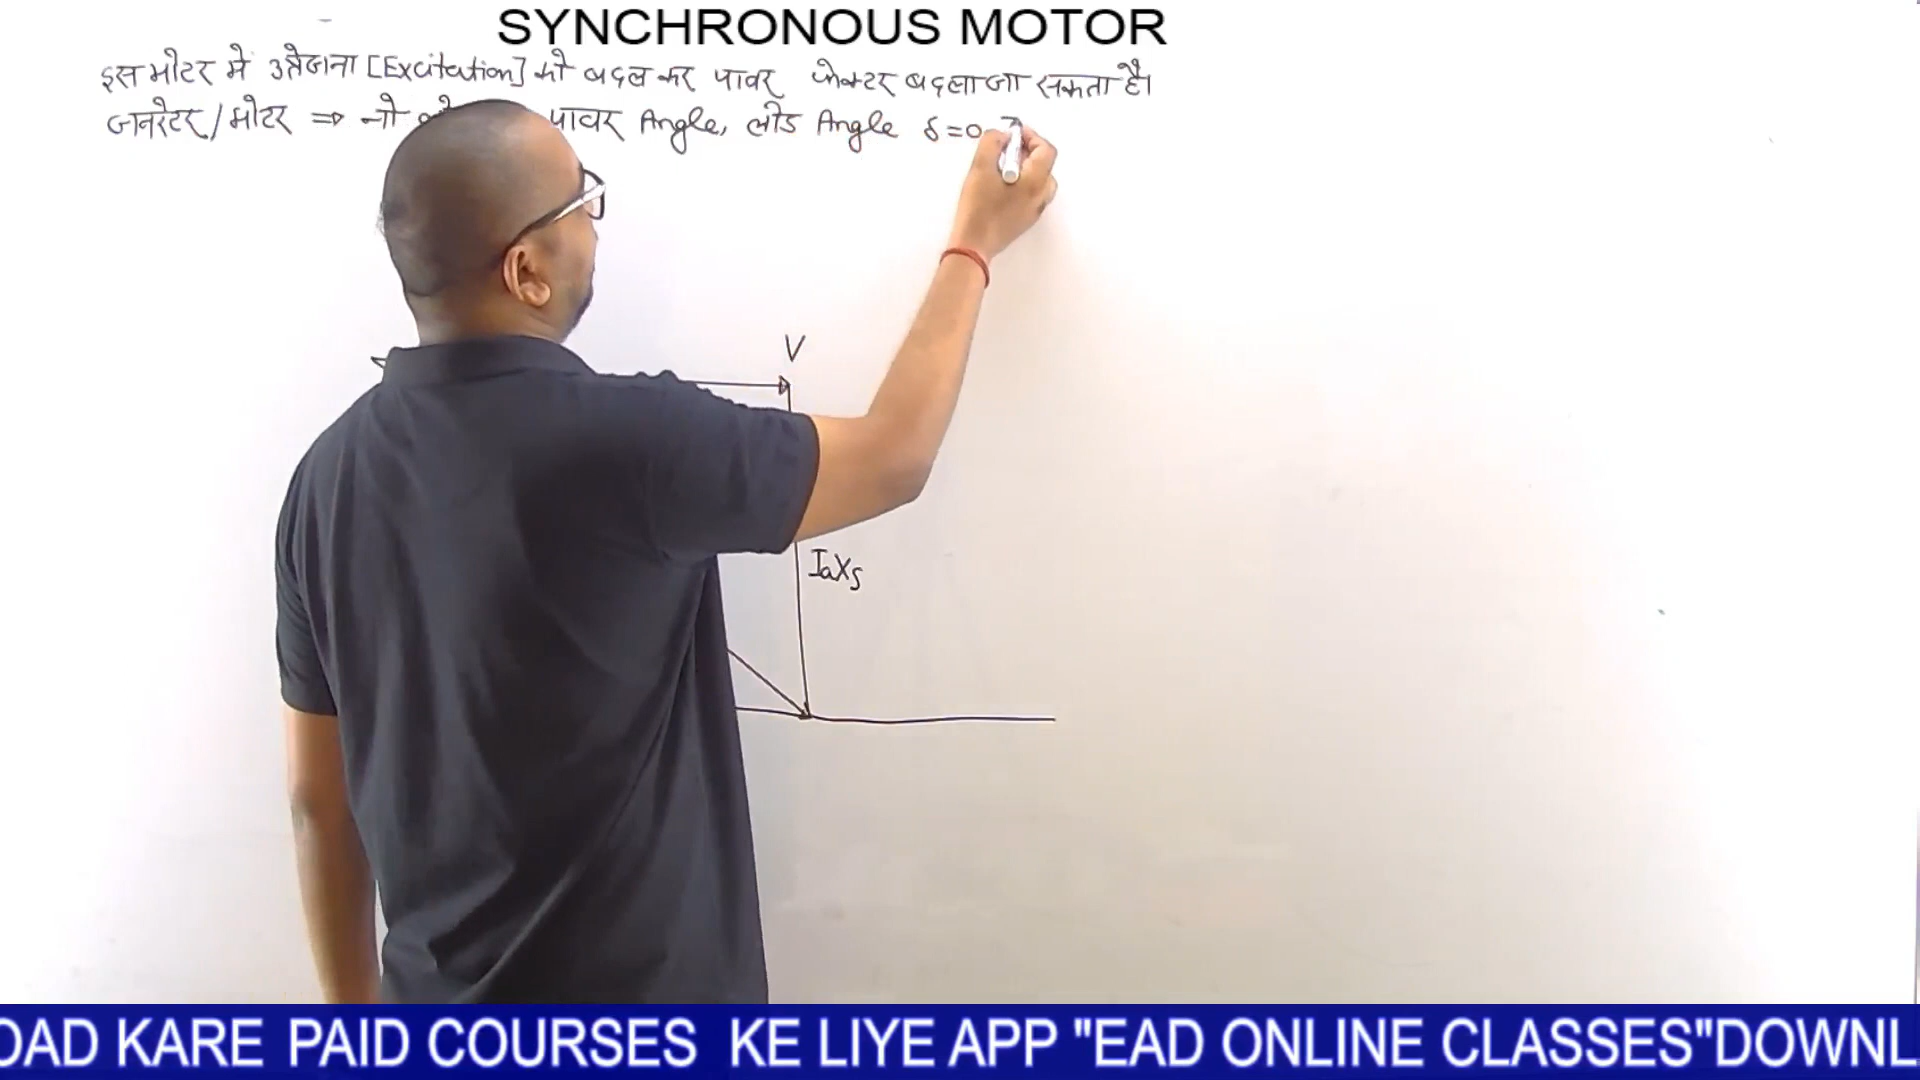 SYNCHRONOUS MOTOR
इस मोटर मे उत्तेजना [Excitation] को बदल कर पावर फेक्टर बदला जा सकता है।
जनरेटर/मोटर ⇒ नो पावर Angle, लोड Angle δ=0
V
IaXs
OAD KARE PAID COURSES KE LIYE APP "EAD ONLINE CLASSES"DOWNL